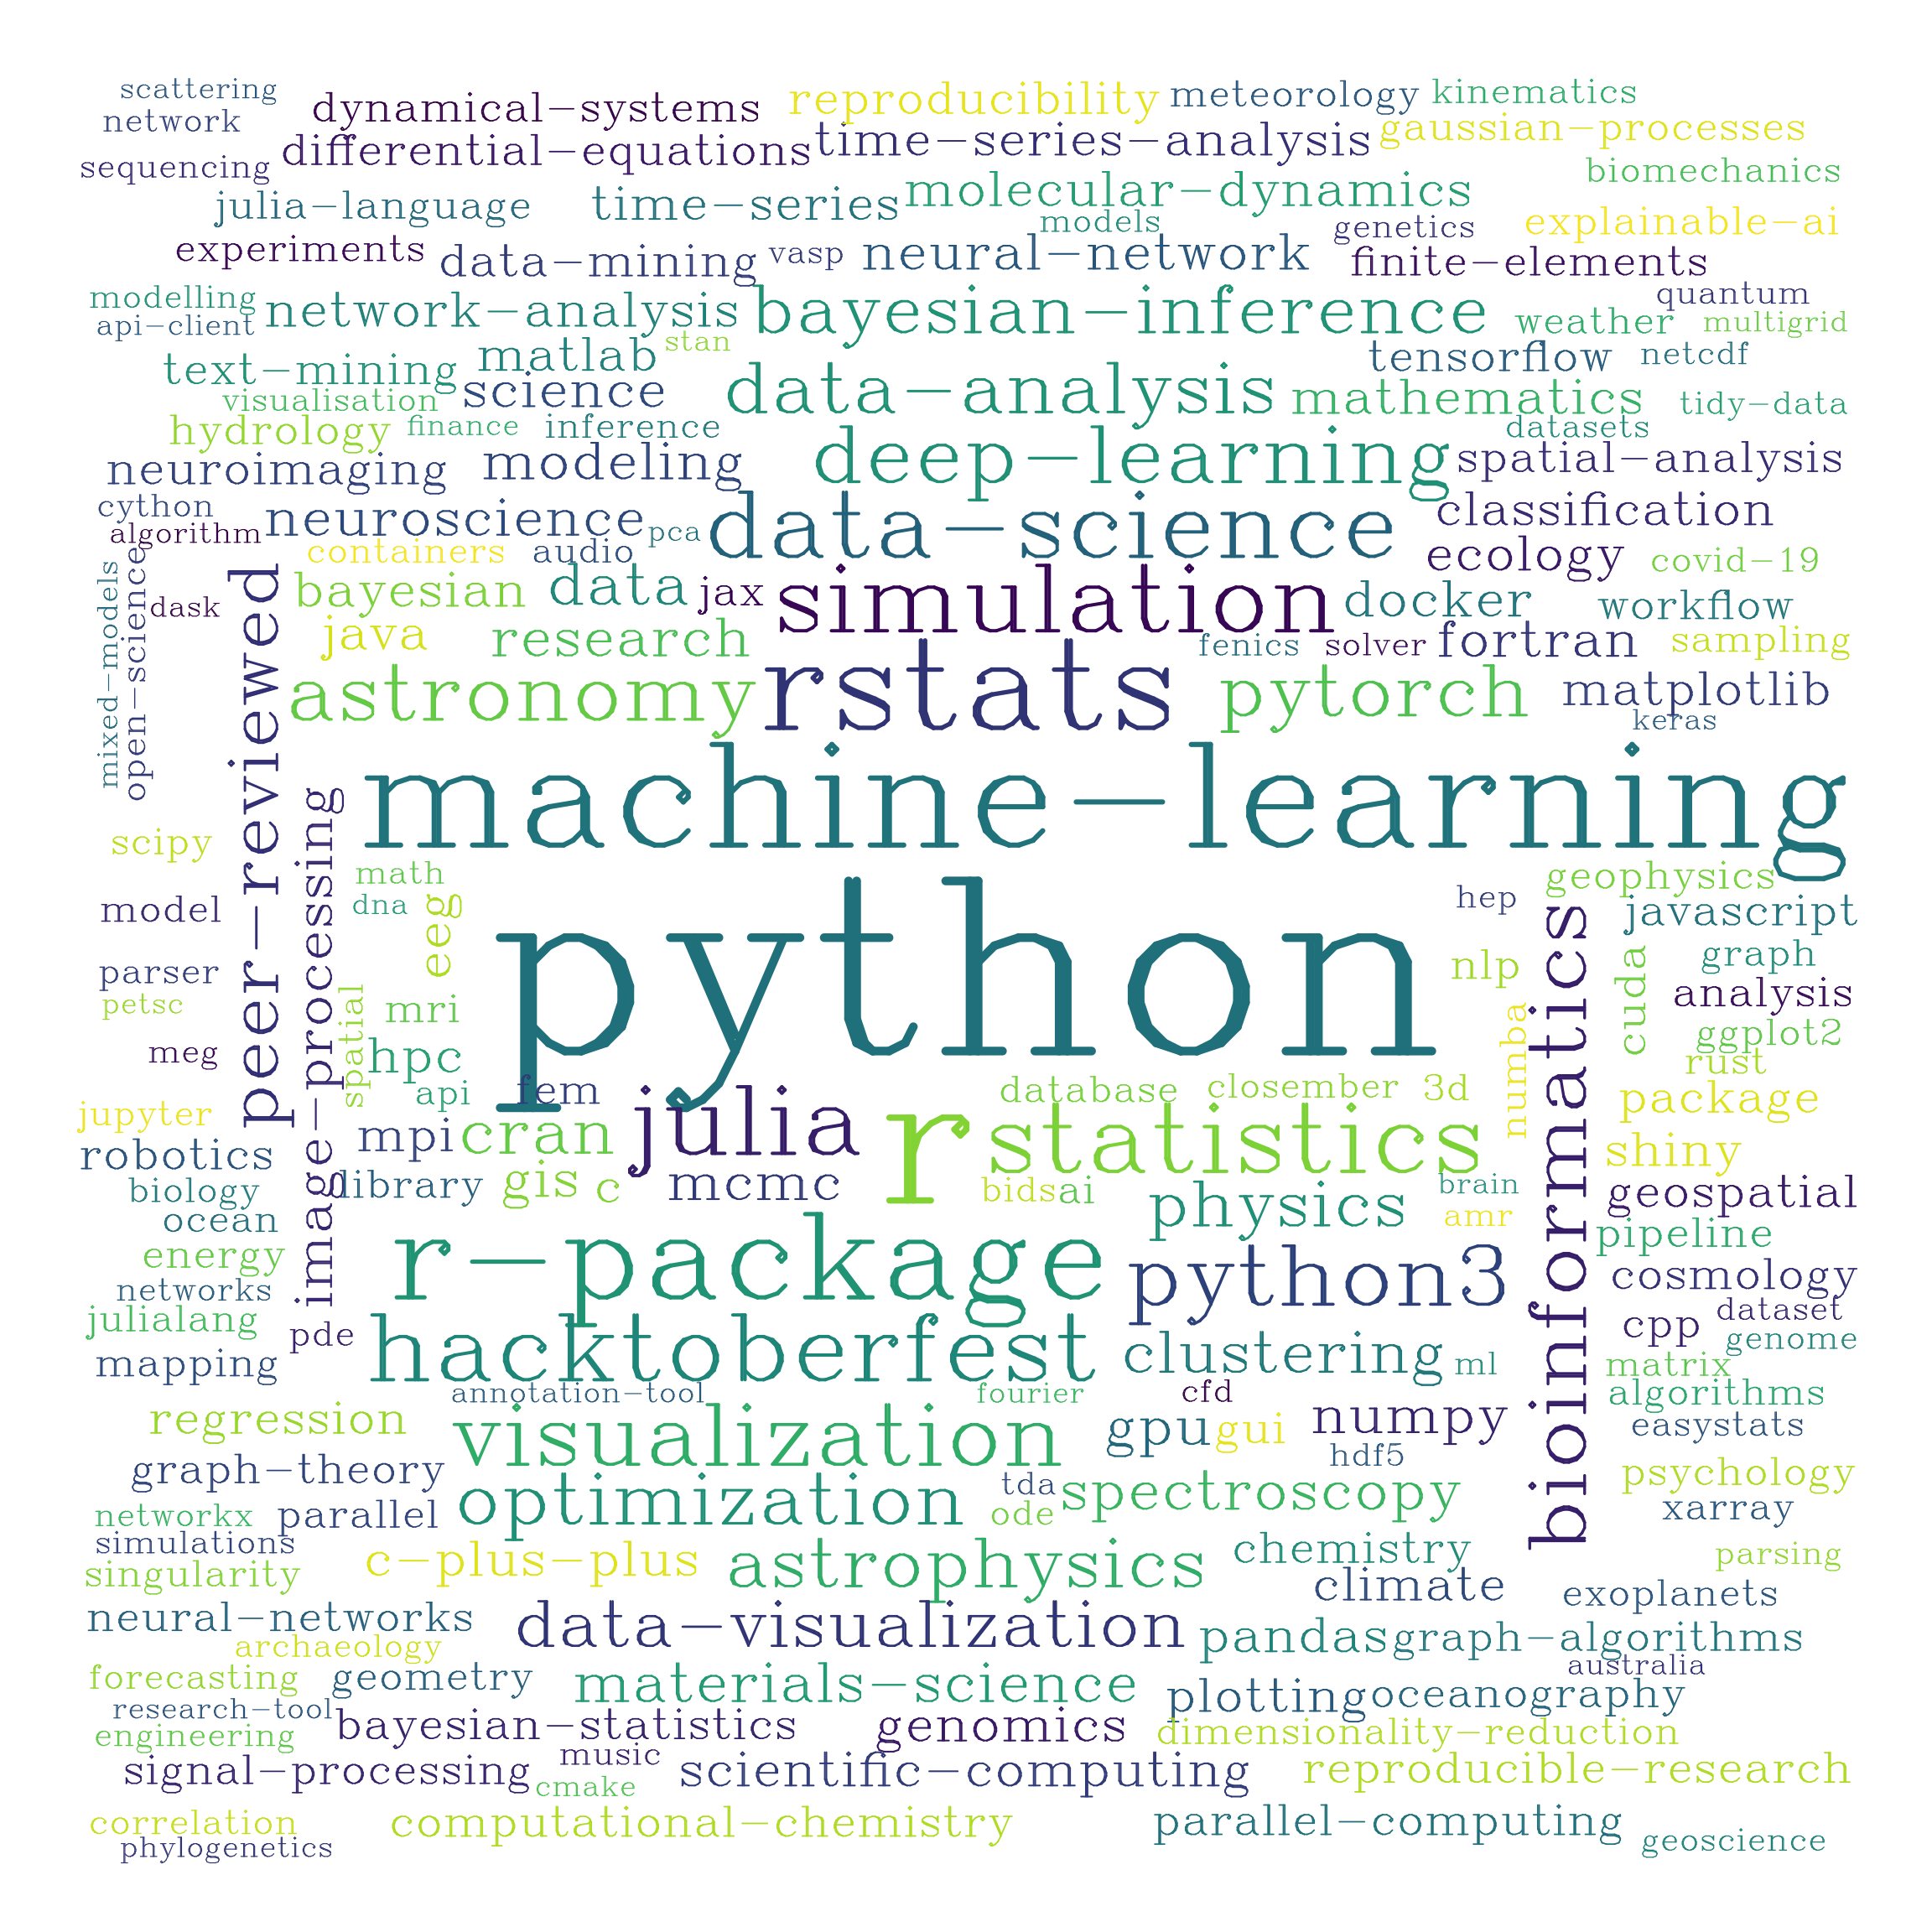 scattering
dynamical-systems
reproducibility
meteorology
kinematics
network
differential-equations
time-series-analysis
gaussian-processes
sequencing
biomechanics
julia-language
time-series
molecular-dynamics
models
genetics
explainable-ai
experiments
data-mining
vasp
neural-network
finite-elements
modelling
network-analysis
bayesian-inference
quantum
api-client
stan
weather
multigrid
text-mining
matlab
tensorflow
netcdf
visualisation
science
data-analysis
mathematics
tidy-data
hydrology
finance
inference
datasets
neuroimaging
modeling
deep-learning
spatial-analysis
cython
neuroscience
pca
data-science
classification
algorithm
containers
audio
ecology
covid-19
mixed-models
open-science
dask
peer-reviewed
bayesian
data
jax
simulation
docker
workflow
java
research
fenics
solver
fortran
sampling
astronomy
rstats
pytorch
matplotlib
keras
machine-learning
image-processing
scipy
math
geophysics
model
dna
eeg
python
hep
bioinformatics
javascript
parser
nlp
cuda
graph
petsc
spatial
mri
numba
analysis
meg
hpc
ggplot2
rust
api
fem
database
closember
3d
package
jupyter
mpi
cran
julia
r
statistics
robotics
shiny
biology
library
gis
c
mcmc
bids
ai
brain
geospatial
ocean
physics
amr
pipeline
energy
r-package
python3
cosmology
networks
dataset
julialang
pde
hacktoberfest
cpp
genome
mapping
clustering
ml
matrix
annotation-tool
fourier
cfd
algorithms
regression
visualization
gpu
gui
numpy
easystats
graph-theory
hdf5
psychology
networkx
parallel
optimization
tda
ode
spectroscopy
xarray
simulations
c-plus-plus
astrophysics
chemistry
parsing
singularity
climate
exoplanets
neural-networks
data-visualization
pandas
graph-algorithms
archaeology
australia
forecasting
geometry
materials-science
plotting
oceanography
research-tool
bayesian-statistics
genomics
dimensionality-reduction
engineering
signal-processing
music
scientific-computing
reproducible-research
cmake
correlation
computational-chemistry
parallel-computing
phylogenetics
geoscience